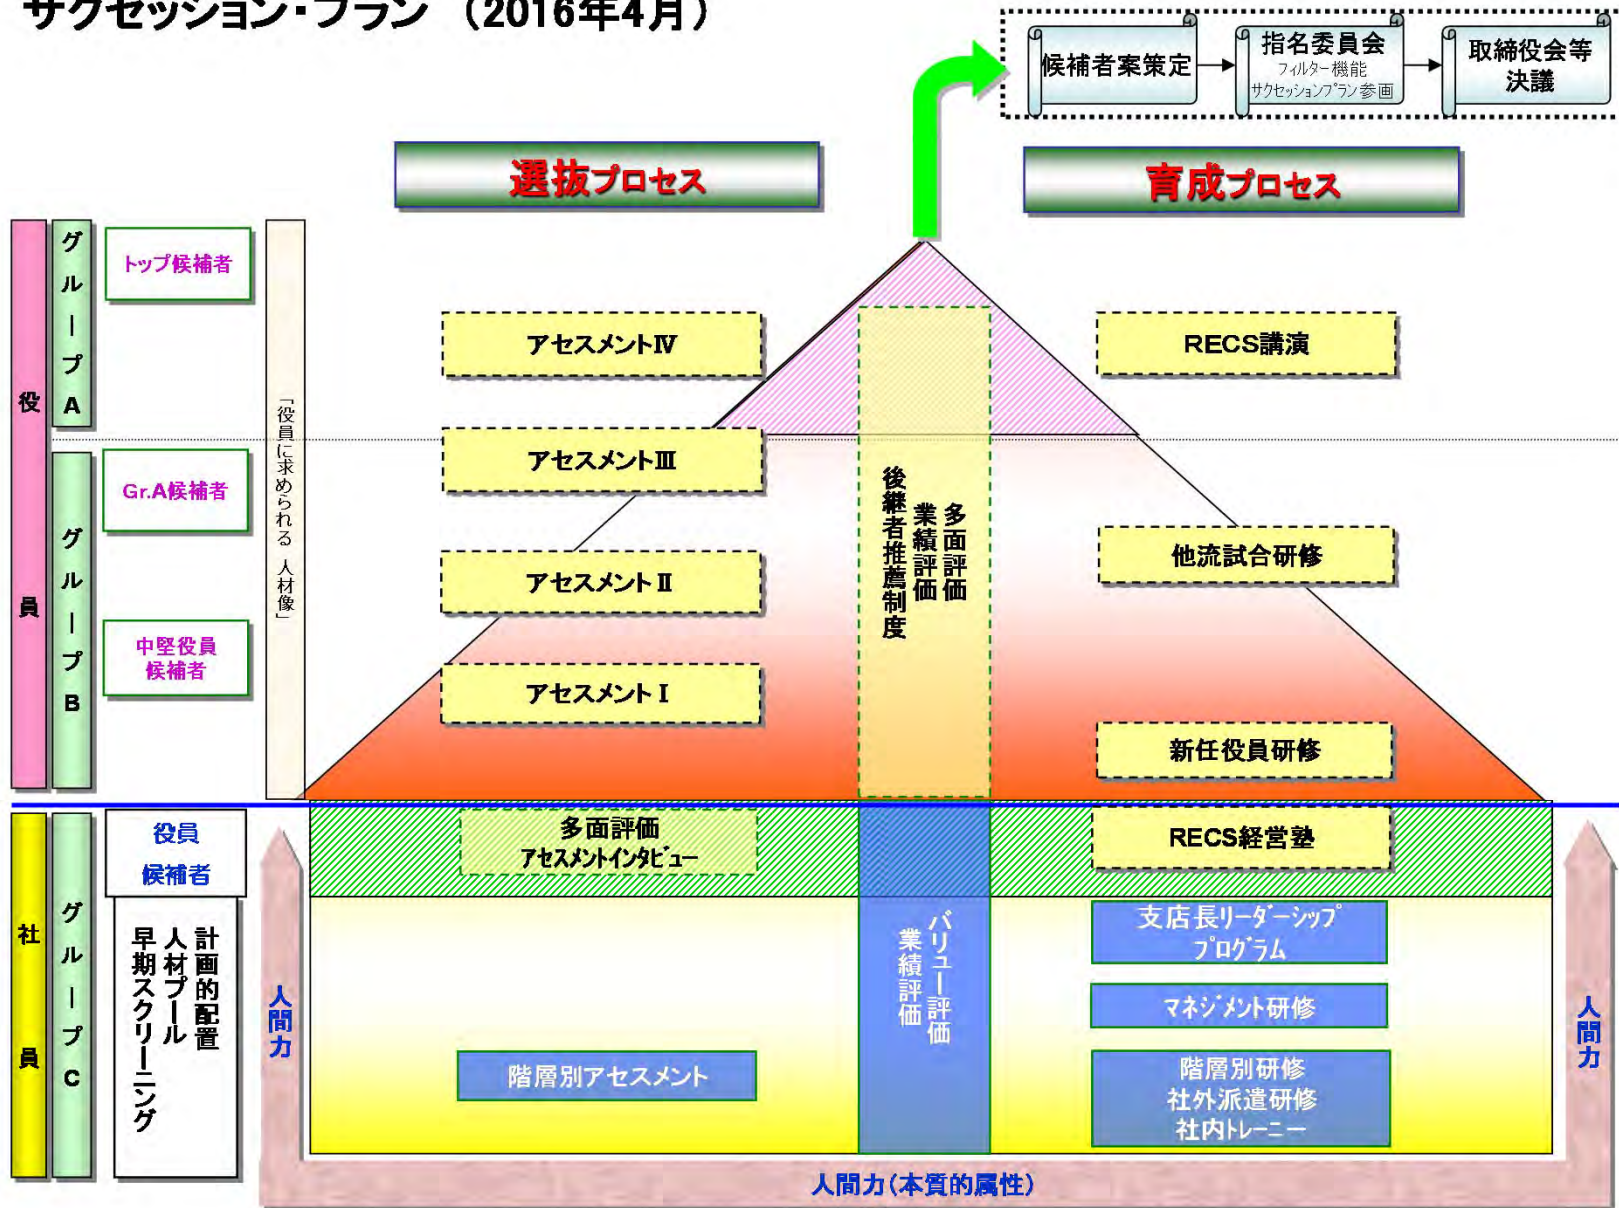 サクセッション・プラン （2016年4月）
候補者案策定
指名委員会
フィルター機能
サクセッションプラン参画
取締役会等
決議
選抜プロセス
育成プロセス
役員
グループA
トップ候補者
グループB
Gr.A候補者
中堅役員
候補者
「役員に求められる 人材像」
アセスメントⅣ
アセスメントⅢ
アセスメントⅡ
アセスメントⅠ
多面評価
業績評価
後継者推薦制度
RECS講演
他流試合研修
新任役員研修
社員
グループC
役員
候補者
計画的配置
人材プール
早期スクリーニング
人間力
多面評価
アセスメントインタビュー
階層別アセスメント
バリュー評価
業績評価
RECS経営塾
支店長リーダーシップ
プログラム
マネジメント研修
階層別研修
社外派遣研修
社内トレーニー
人間力
人間力（本質的属性）